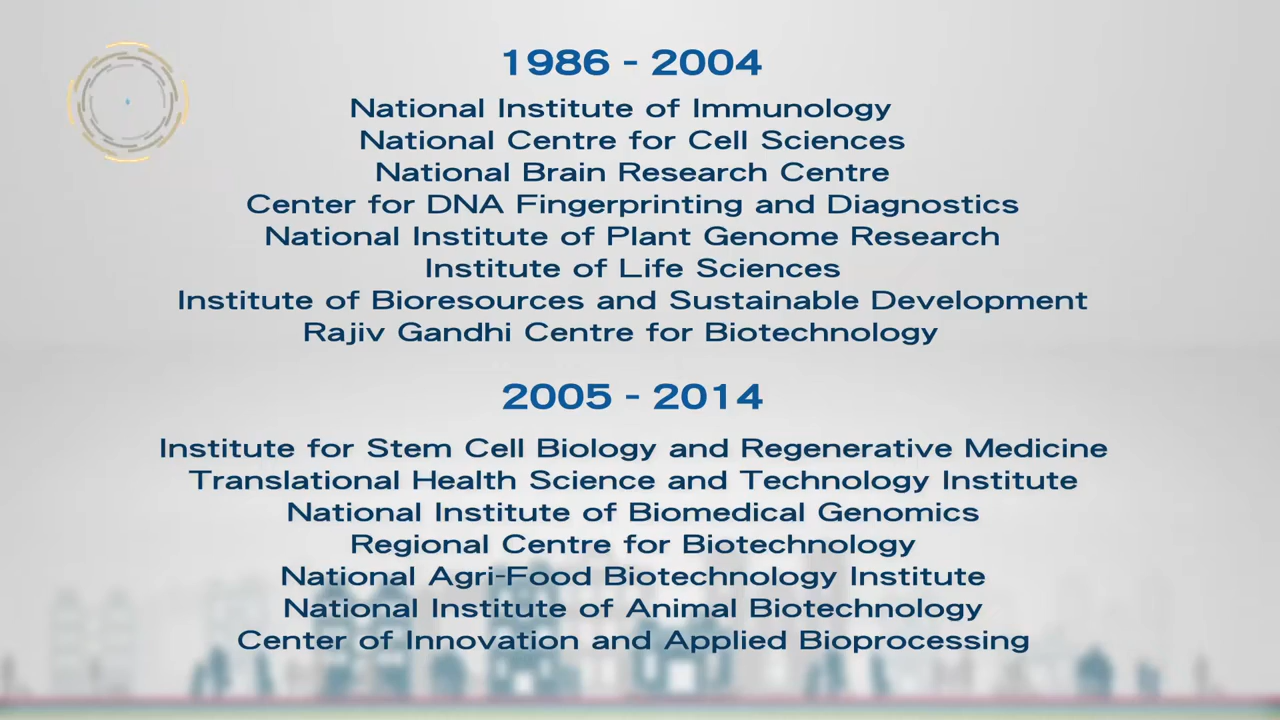 1986 - 2004
National Institute of Immunology
National Centre for Cell Sciences
National Brain Research Centre
Center for DNA Fingerprinting and Diagnostics
National Institute of Plant Genome Research
Institute of Life Sciences
Institute of Bioresources and Sustainable Development
Rajiv Gandhi Centre for Biotechnology
2005 - 2014
Institute for Stem Cell Biology and Regenerative Medicine
Translational Health Science and Technology Institute
National Institute of Biomedical Genomics
Regional Centre for Biotechnology
National Agri-Food Biotechnology Institute
National Institute of Animal Biotechnology
Center of Innovation and Applied Bioprocessing